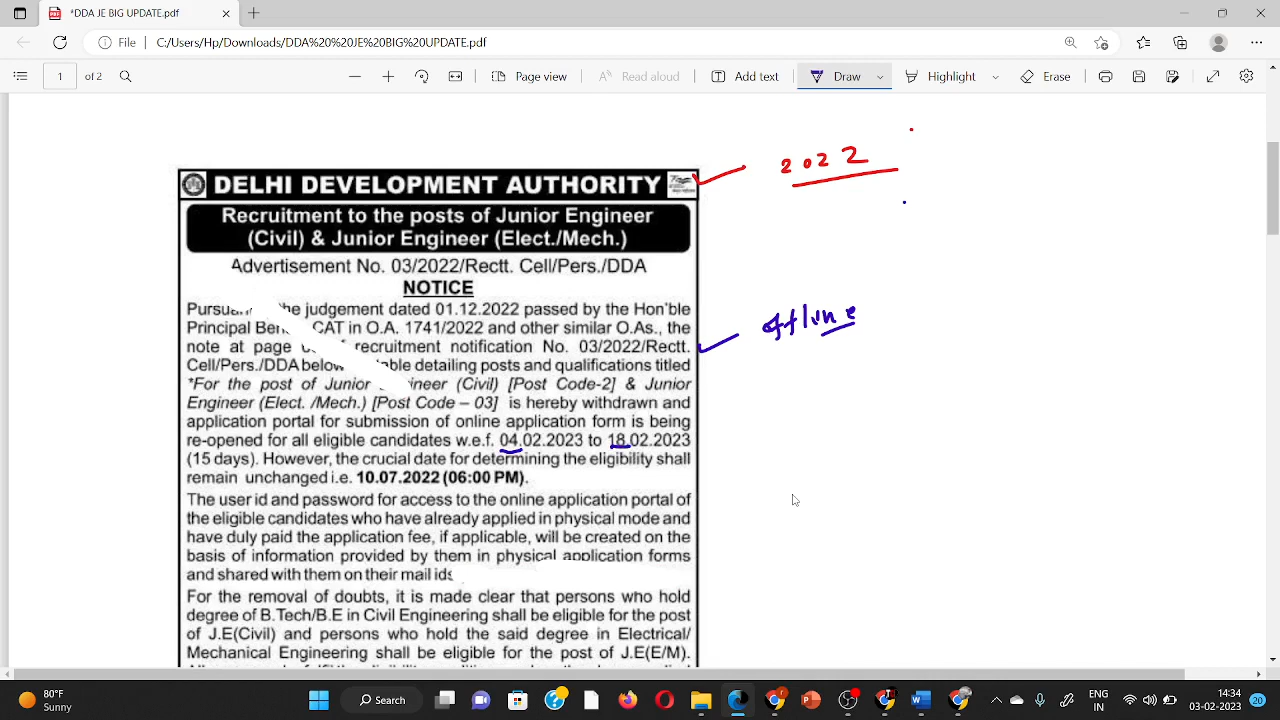 *DDA JE BIG UPDATE.pdf
File C:/Users/Hp/Downloads/DDA%20%20JE%20BIG%20UPDATE.pdf
1 of 2 Page view Read aloud Add text Draw Highlight Erase
2022
DELHI DEVELOPMENT AUTHORITY
Recruitment to the posts of Junior Engineer
(Civil) & Junior Engineer (Elect./Mech.)
Advertisement No. 03/2022/Rectt. Cell/Pers./DDA
NOTICE
the judgement dated 01.12.2022 passed by the Hon'ble
Principal CAT in O.A. 1741/2022 and other similar O.As., the
note at page recruitment notification No. 03/2022/Rectt.
Cell/Pers./DDA below detailing posts and qualifications titled
*For the post of Junior (Civil) [Post Code-2] & Junior
Engineer (Elect. /Mech.) [Post Code – 03] is hereby withdrawn and
application portal for submission of online application form is being
re-opened for all eligible candidates w.e.f. 04.02.2023 to 18.02.2023
(15 days). However, the crucial date for determining the eligibility shall
remain unchanged i.e. 10.07.2022 (06:00 PM).
offline
The user id and password for access to the online application portal of
the eligible candidates who have already applied in physical mode and
have duly paid the application fee, if applicable, will be created on the
basis of information provided by them in physical application forms
and shared with them on their mail ids
For the removal of doubts, it is made clear that persons who hold
degree of B.Tech/B.E in Civil Engineering shall be eligible for the post
of J.E(Civil) and persons who hold the said degree in Electrical/
Mechanical Engineering shall be eligible for the post of J.E(E/M).
80°F
Sunny
Search
ENG
IN
14:34
03-02-2023
20